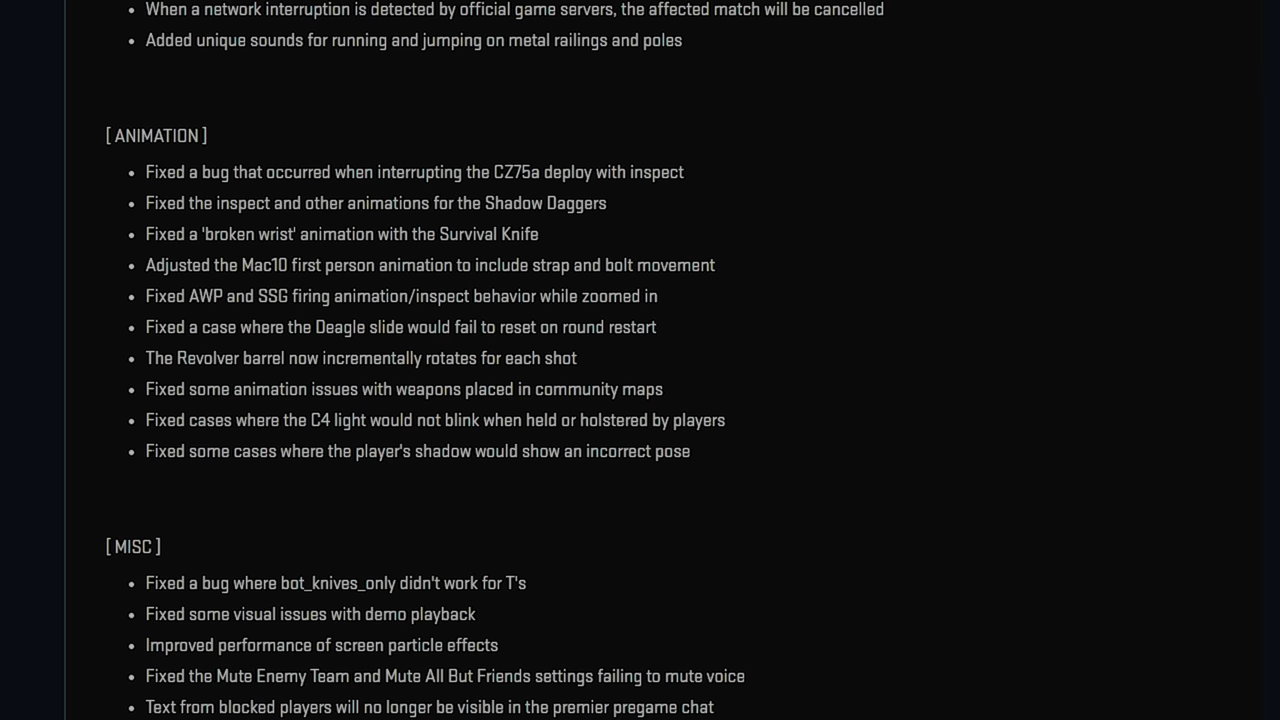 • When a network interruption is detected by official game servers, the affected match will be cancelled
• Added unique sounds for running and jumping on metal railings and poles
[ ANIMATION ]
• Fixed a bug that occurred when interrupting the CZ75a deploy with inspect
• Fixed the inspect and other animations for the Shadow Daggers
• Fixed a 'broken wrist' animation with the Survival Knife
• Adjusted the Mac10 first person animation to include strap and bolt movement
• Fixed AWP and SSG firing animation/inspect behavior while zoomed in
• Fixed a case where the Deagle slide would fail to reset on round restart
• The Revolver barrel now incrementally rotates for each shot
• Fixed some animation issues with weapons placed in community maps
• Fixed cases where the C4 light would not blink when held or holstered by players
• Fixed some cases where the player's shadow would show an incorrect pose
[ MISC ]
• Fixed a bug where bot_knives_only didn't work for T's
• Fixed some visual issues with demo playback
• Improved performance of screen particle effects
• Fixed the Mute Enemy Team and Mute All But Friends settings failing to mute voice
• Text from blocked players will no longer be visible in the premier pregame chat